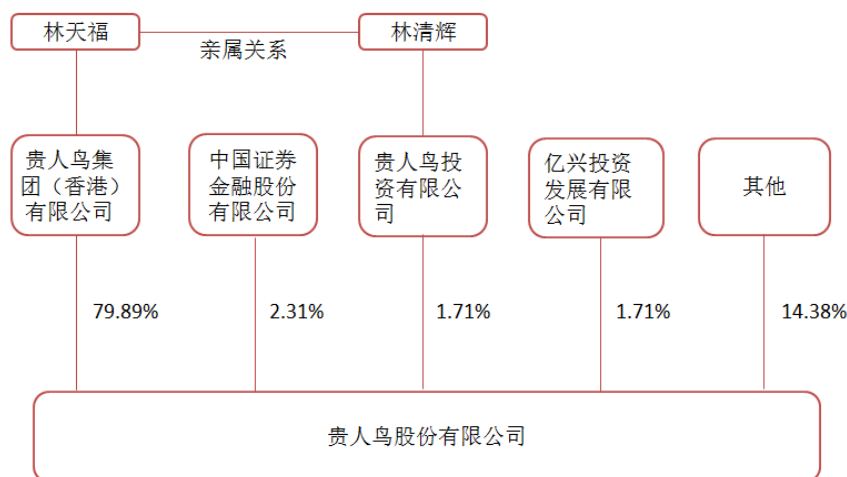 林天福
林清辉
亲属关系
贵人鸟集
团（香港）
有限公司
中国证券
金融股份
有限公司
贵人鸟投
资有限公
司
亿兴投资
发展有限
公司
其他
79.89%
2.31%
1.71%
1.71%
14.38%
贵人鸟股份有限公司